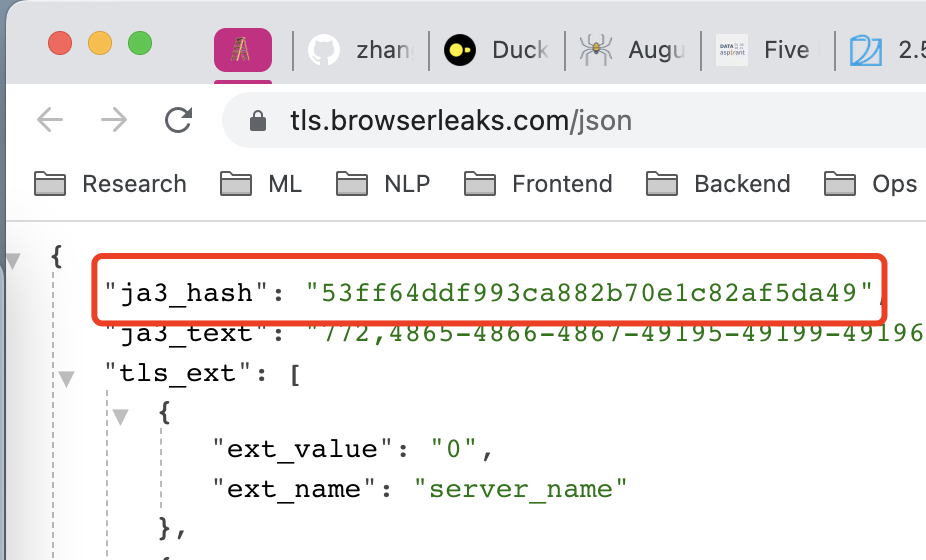 zhan Duck Augu DATA aspirant Five 2.5
tls.browserleaks.com/json
Research ML NLP Frontend Backend Ops
{
"ja3_hash": "53ff64ddf993ca882b70e1c82af5da49",
"ja3_text": "772,4865-4866-4867-49195-49199-49196
"tls_ext": [
{
"ext_value": "0",
"ext_name": "server_name"
},